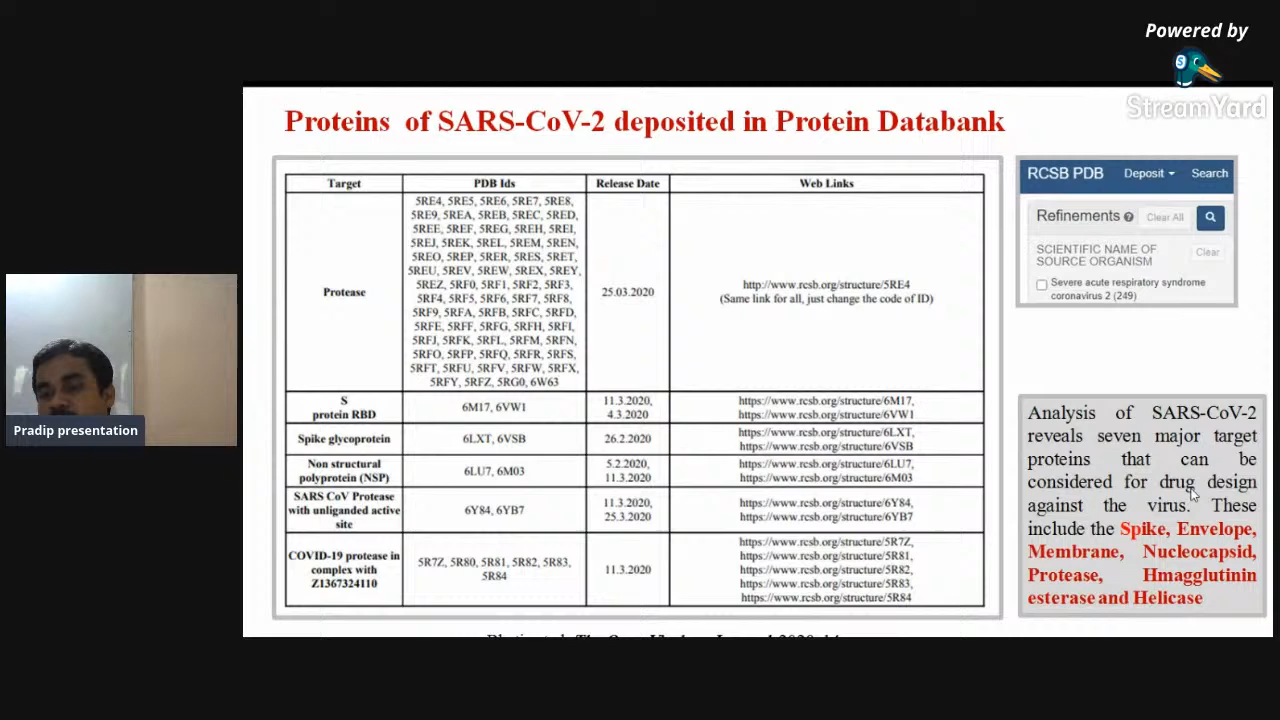 Powered by
StreamYard
Proteins of SARS-CoV-2 deposited in Protein Databank
Target PDB Ids Release Date Web Links
Protease
5RE4, 5RE5, 5RE6, 5RE7, 5RE8,
5RE9, 5REA, 5REB, 5REC, 5RED,
5REE, 5REF, 5REG, 5REH, 5REI,
5REJ, 5REK, 5REL, 5REM, 5REN,
5REO, 5REP, 5RER, 5RES, 5RET,
5REU, 5REV, 5REW, 5REX, 5REY,
5REZ, 5RF0, 5RF1, 5RF2, 5RF3,
5RF4, 5RF5, 5RF6, 5RF7, 5RF8,
5RF9, 5RFA, 5RFB, 5RFC, 5RFD,
5RFE, 5RFF, 5RFG, 5RFH, 5RFI,
5RFJ, 5RFK, 5RFL, 5RFM, 5RFN,
5RFO, 5RFP, 5RFQ, 5RFR, 5RFS,
5RFT, 5RFU, 5RFV, 5RFW, 5RFX,
5RFY, 5RFZ, 5RG0, 6W63
25.03.2020
http://www.rcsb.org/structure/5RE4
(Same link for all, just change the code of ID)
S
protein RBD
6M17, 6VW1
11.3.2020,
4.3.2020
https://www.rcsb.org/structure/6M17,
https://www.rcsb.org/structure/6VW1
Spike glycoprotein
6LXT, 6VSB
26.2.2020
https://www.rcsb.org/structure/6LXT,
https://www.rcsb.org/structure/6VSB
Non structural
polyprotein (NSP)
6LU7, 6M03
5.2.2020,
11.3.2020
https://www.rcsb.org/structure/6LU7,
https://www.rcsb.org/structure/6M03
SARS CoV Protease
with unliganded active
site
6Y84, 6YB7
11.3.2020,
25.3.2020
https://www.rcsb.org/structure/6Y84,
https://www.rcsb.org/structure/6YB7
COVID-19 protease in
complex with
Z1367324110
5R7Z, 5R80, 5R81, 5R82, 5R83,
5R84
11.3.2020
https://www.rcsb.org/structure/5R7Z,
https://www.rcsb.org/structure/5R81,
https://www.rcsb.org/structure/5R82,
https://www.rcsb.org/structure/5R83,
https://www.rcsb.org/structure/5R84
RCSB PDB Deposit Search
Refinements Clear All
SCIENTIFIC NAME OF
SOURCE ORGANISM Clear
Severe acute respiratory syndrome
coronavirus 2 (249)
Analysis of SARS-CoV-2
reveals seven major target
proteins that can be
considered for drug design
against the virus. These
include the Spike, Envelope,
Membrane, Nucleocapsid,
Protease, Hmagglutinin
esterase and Helicase
Pradip presentation